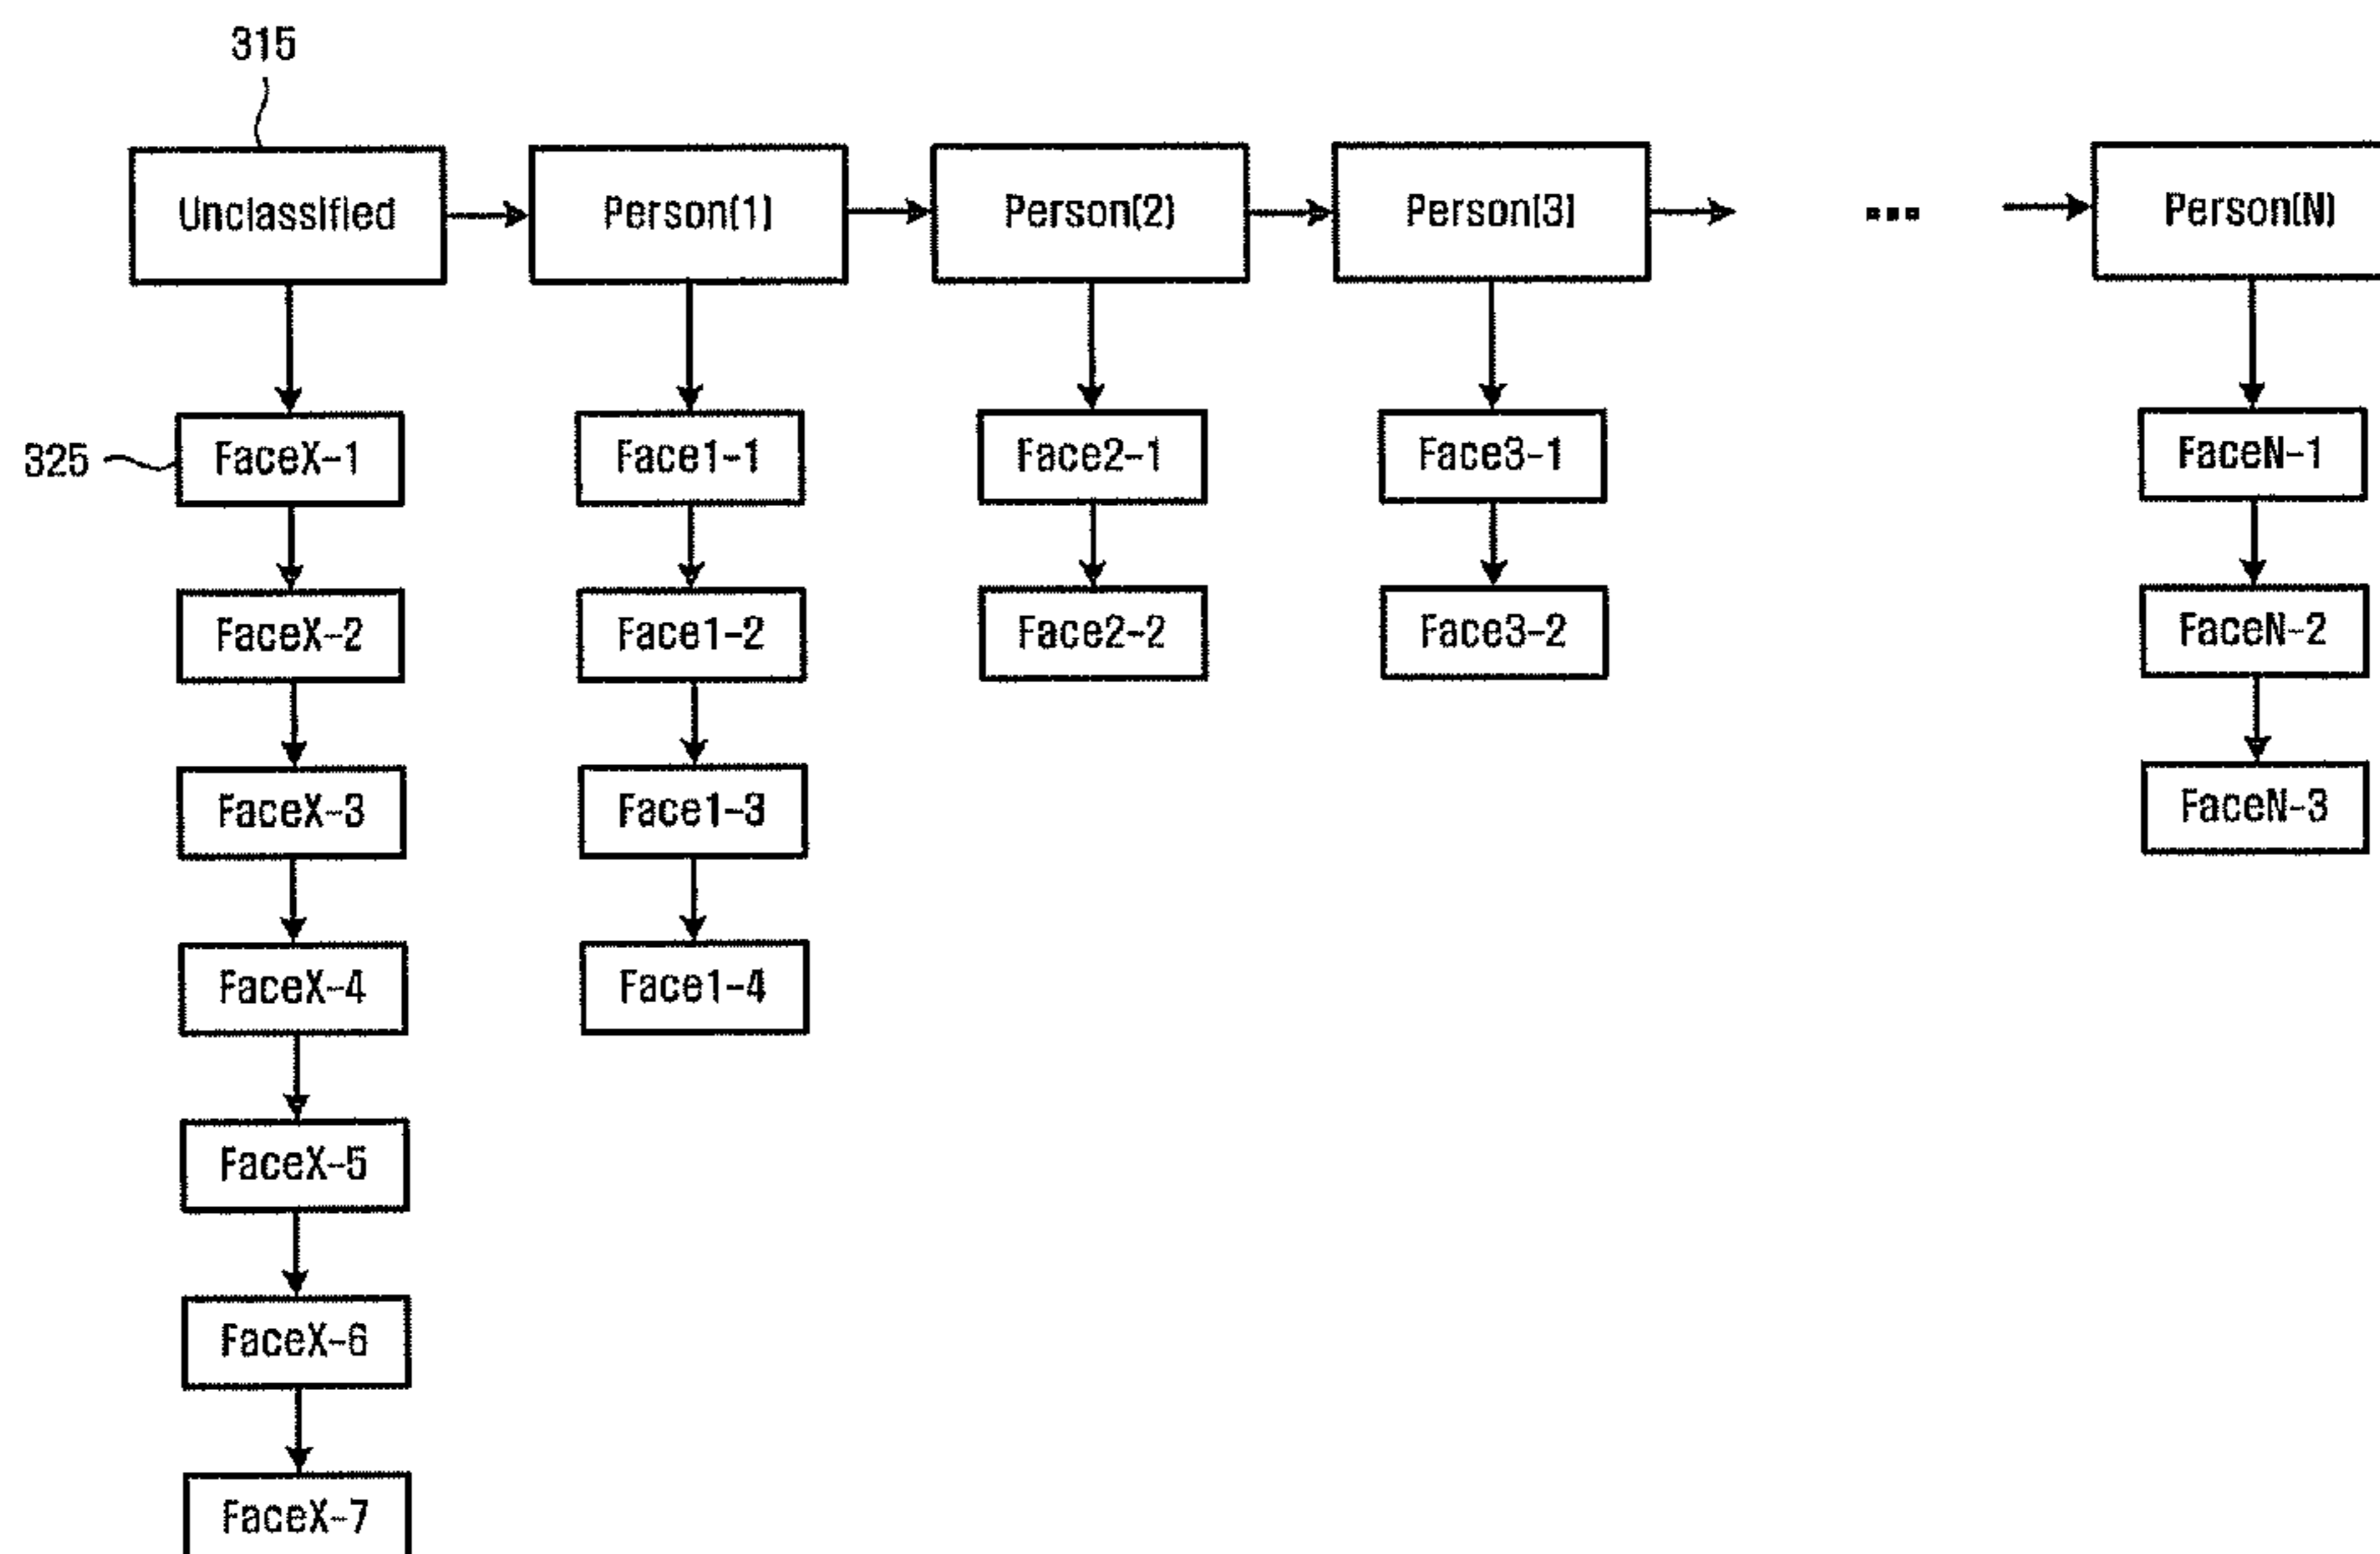 315
Unclassified Person(1) Person(2) Person(3) ... Person(N)
325 FaceX-1 Face1-1 Face2-1 Face3-1 FaceN-1
FaceX-2 Face1-2 Face2-2 Face3-2 FaceN-2
FaceX-3 Face1-3 FaceN-3
FaceX-4 Face1-4
FaceX-5
FaceX-6
FaceX-7